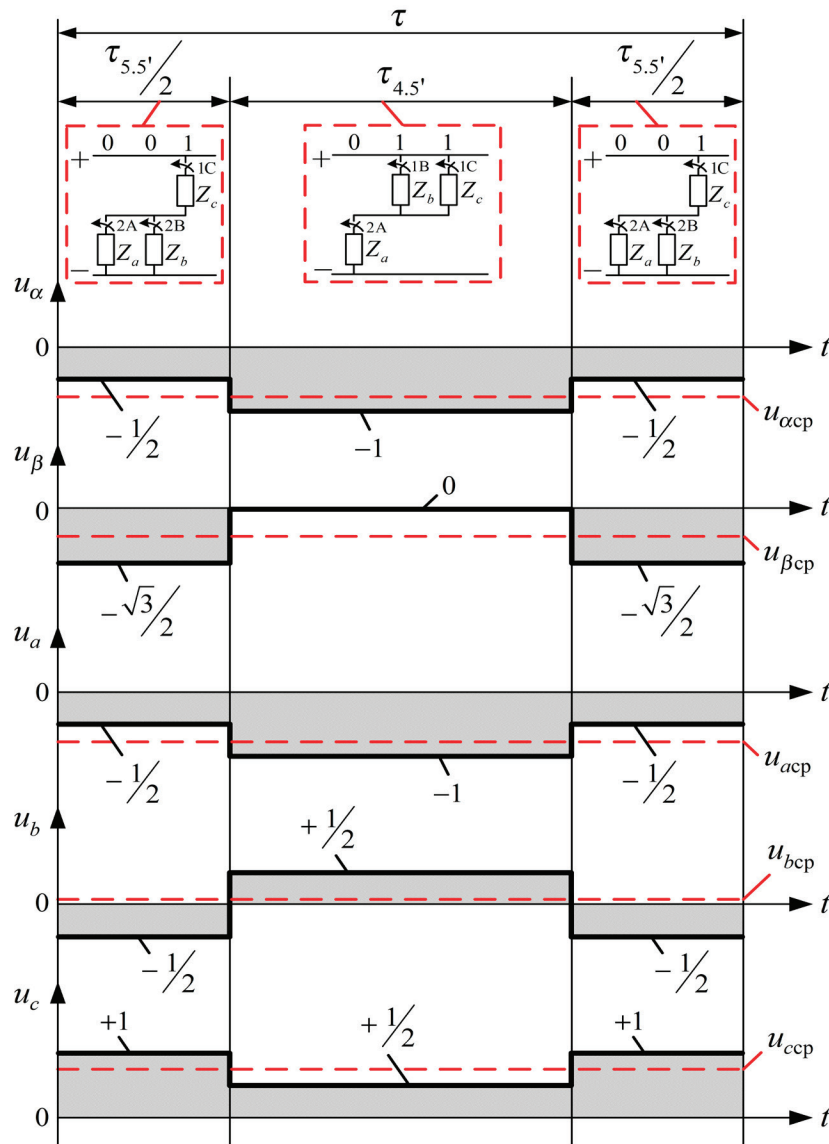 τ
τ5.5'/2 τ4.5' τ5.5'/2
0 0 1 0 1 1 0 0 1
+ 1C + 1B 1C + 1C
Zc Zb Zc Zc
2A 2B 2A 2A 2B
Za Zb Za Za Zb
− − −
uα
0 t
uαcp
−1/2 −1 −1/2
uβ
0
0 t
uβcp
−√3/2 −√3/2
ua
0 t
uacp
−1/2 −1 −1/2
ub
+1/2
ubcp
0 t
−1/2 −1/2
uc
+1 +1/2 +1
uccp
0 t